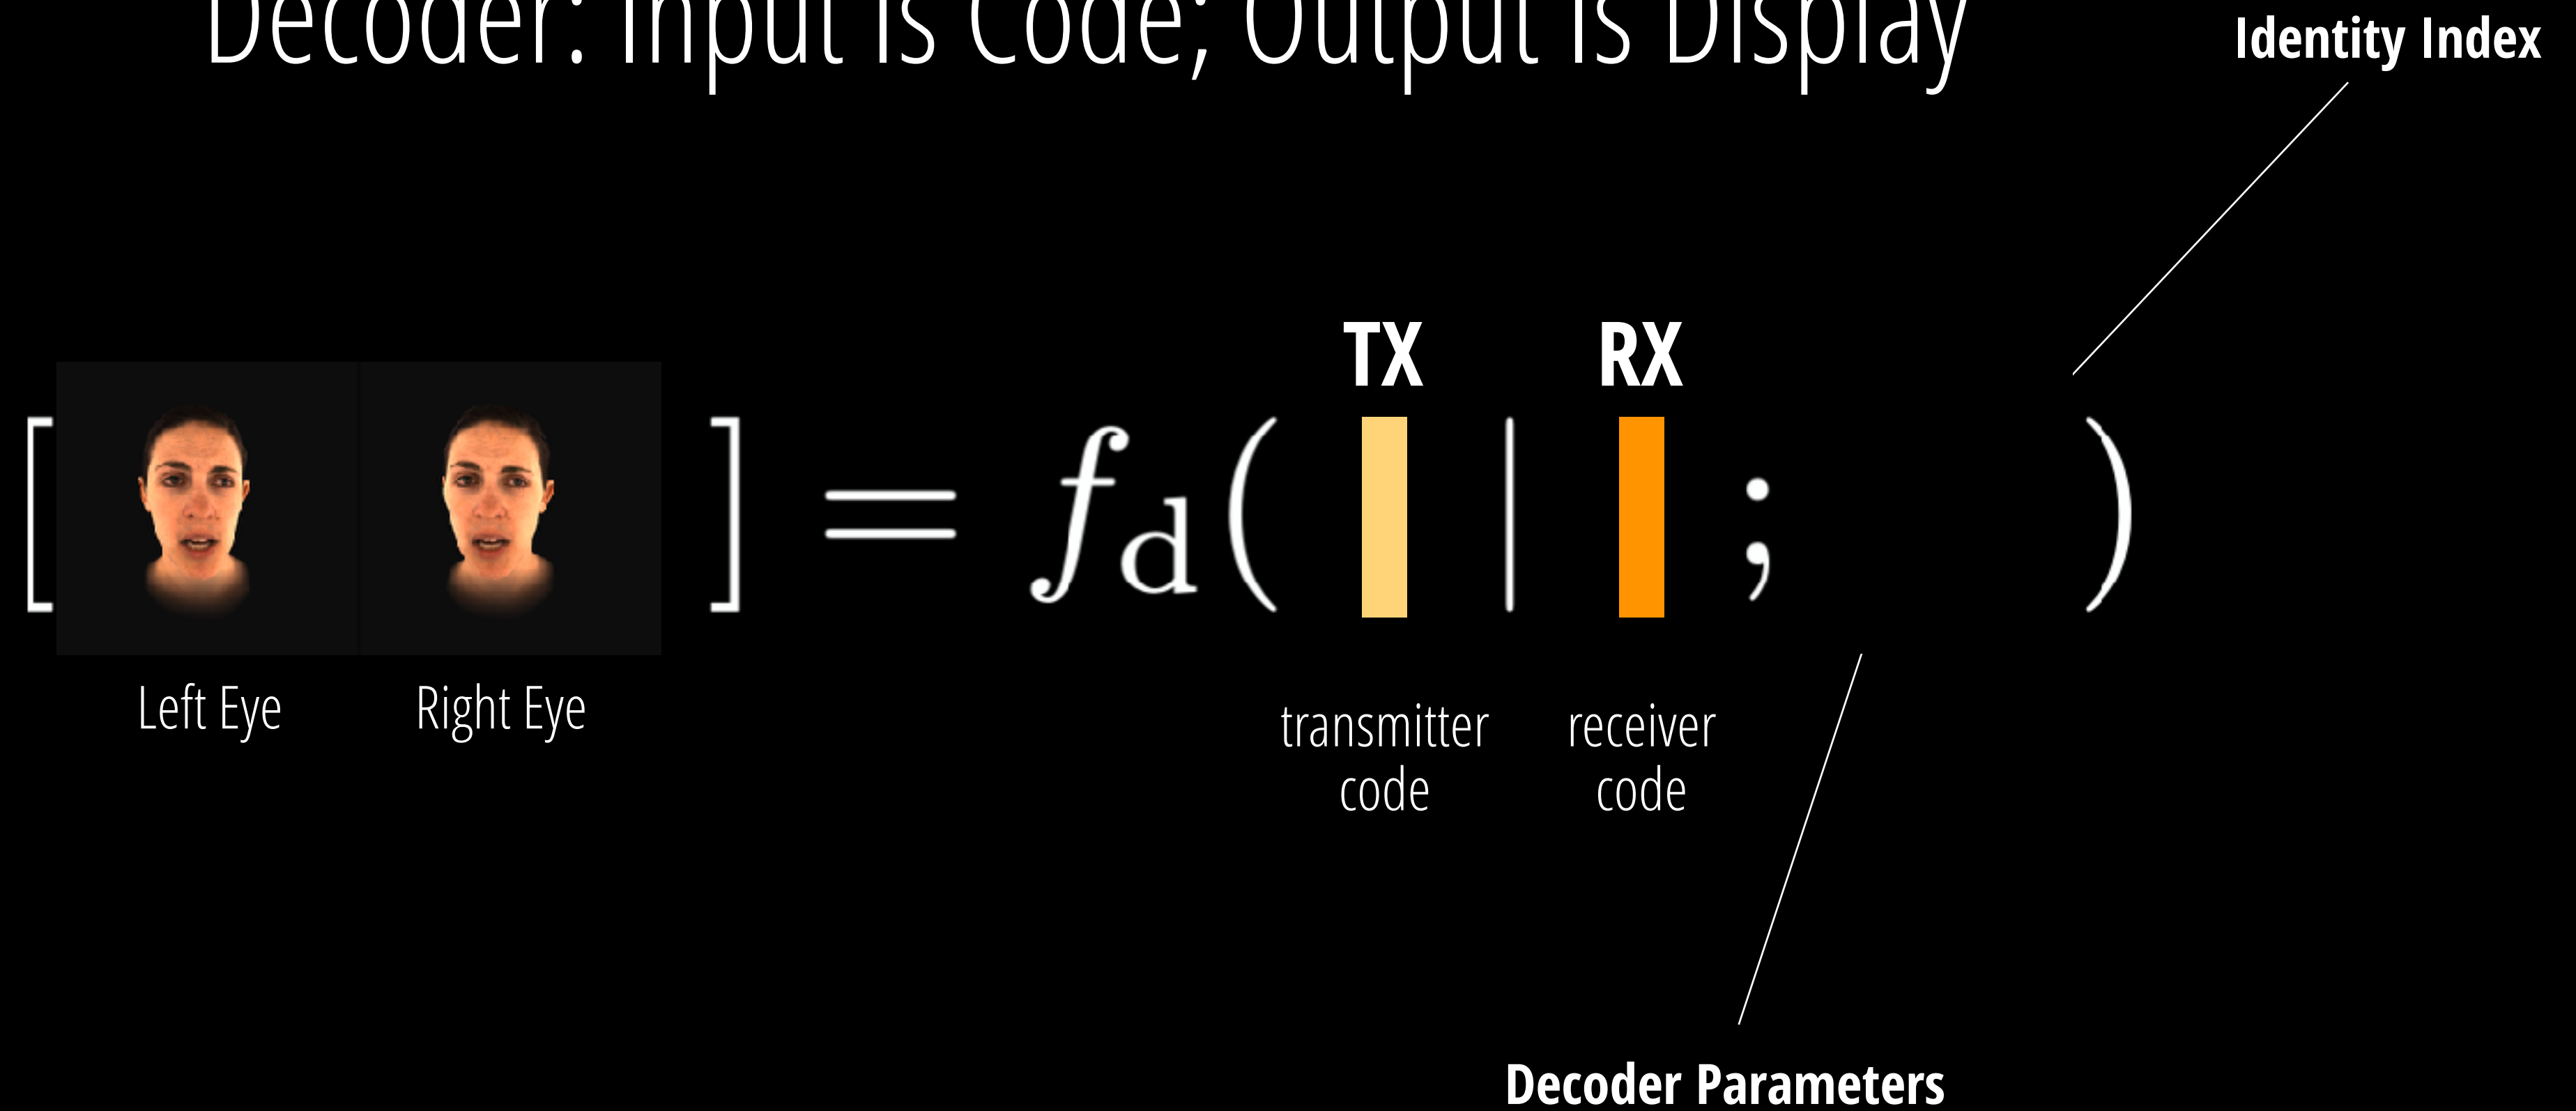 Decoder: Input is Code; Output is Display
Identity Index
TX
RX
[ ] = fd( | ; )
Left Eye
Right Eye
transmitter
code
receiver
code
Decoder Parameters